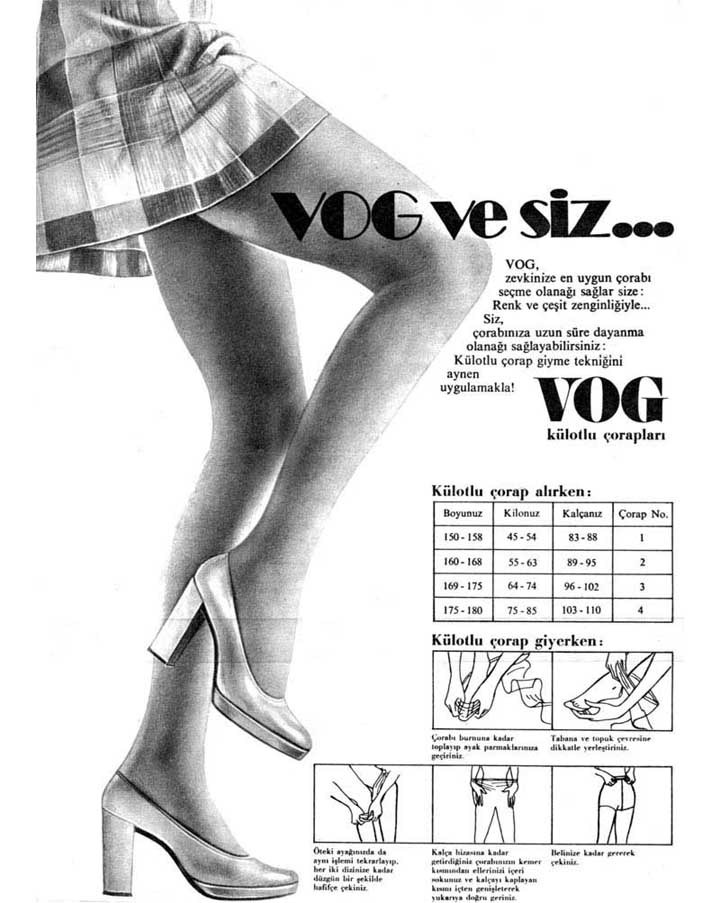 VOG ve siz...
VOG,
zevkinize en uygun çorabı
seçme olanağı sağlar size:
Renk ve çeşit zenginliğiyle...
Siz,
çorabınıza uzun süre dayanma
olanağı sağlayabilirsiniz:
Külotlu çorap giyme tekniğini
aynen
uygulamakla!
VOG
külotlu çorapları
Külotlu çorap alırken:
Boyunuz Kilonuz Kalçanız Çorap No.
150-158 45-54 83-88 1
160-168 55-63 89-95 2
169-175 64-74 96-102 3
175-180 75-85 103-110 4
Külotlu çorap giyerken:
Çorabı burnuna kadar
toplayıp ayak parmaklarınıza
geçiriniz.
Tabana ve topuk çevresine
dikkatle yerleştiriniz.
Öteki ayağınızda da
aynı işlemi tekrarlayıp,
her iki dizinize kadar
düzgün bir şekilde
hafifçe çekiniz.
Kalça hizasına kadar
getirdiğiniz çorabınızın kemer
kısmından ellerinizi içeri
sokunuz ve kalçayı kaplayan
kısmı içten genişleterek
yukarıya doğru geriniz.
Belinize kadar gererek
çekiniz.